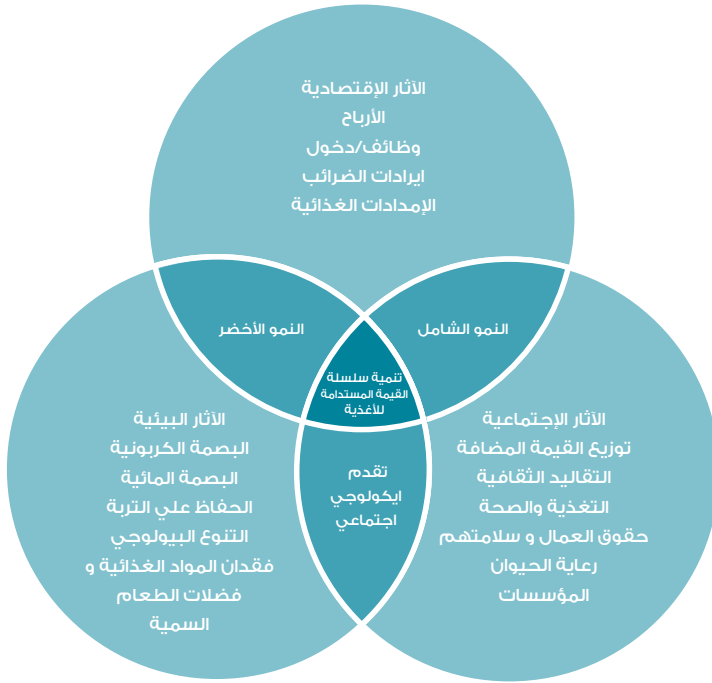 الآثار الإقتصادية
الأرباح
وظائف/دخول
ايرادات الضرائب
الإمدادات الغذائية
النمو الشامل
النمو الأخضر
تنمية سلسلة
القيمة المستدامة
للأغذية
الآثار الإجتماعية
توزيع القيمة المضافة
التقاليد الثقافية
التغذية والصحة
حقوق العمال و سلامتهم
رعاية الحيوان
المؤسسات
تقدم
ايكولوجي
اجتماعي
الآثار البيئية
البصمة الكربونية
البصمة المائية
الحفاظ علي التربة
التنوع البيولوجي
فقدان المواد الغذائية و
فضلات الطعام
السمية